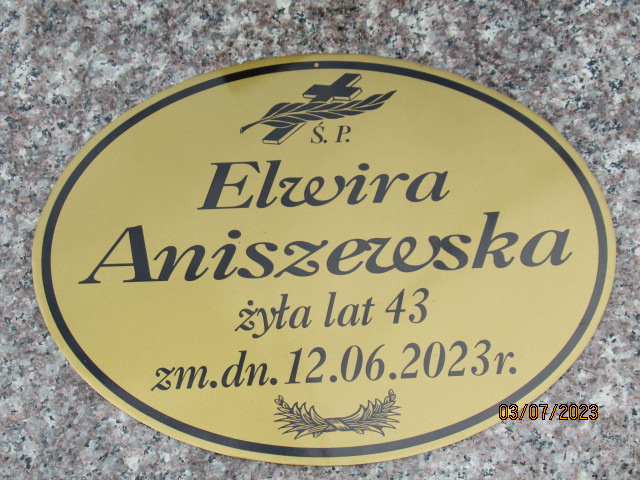 Ś. P.
Elwira
Aniszewska
żyła lat 43
zm. dn. 12.06.2023r.
03/07/2023